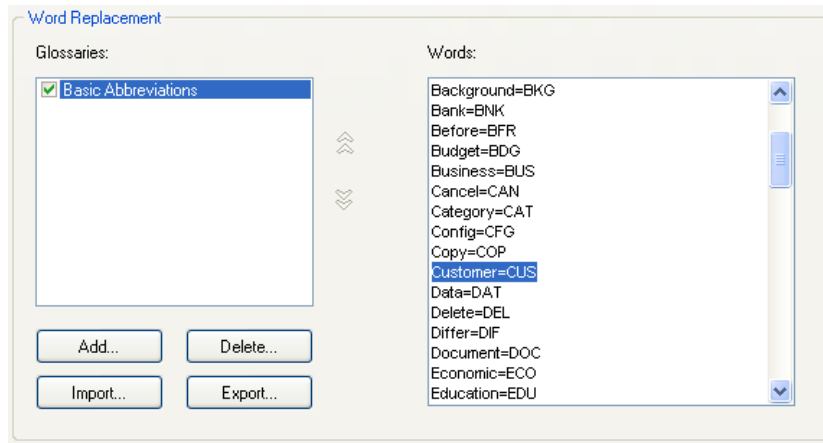 Word Replacement
Glossaries:
Basic Abbreviations
Add...
Delete...
Import...
Export...
Words:
Background=BKG
Bank=BNK
Before=BFR
Budget=BDG
Business=BUS
Cancel=CAN
Category=CAT
Config=CFG
Copy=COP
Customer=CUS
Data=DAT
Delete=DEL
Differ=DIF
Document=DOC
Economic=ECO
Education=EDU